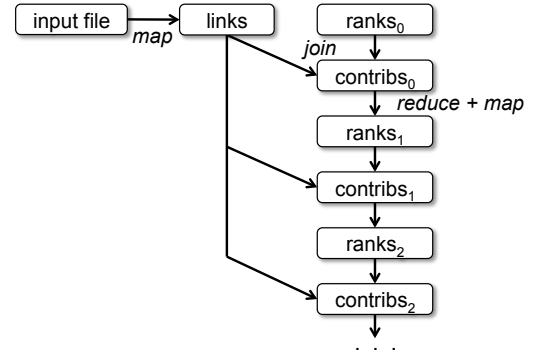 input file
map
links
ranks₀
join
contribs₀
reduce + map
ranks₁
contribs₁
ranks₂
contribs₂
. . .